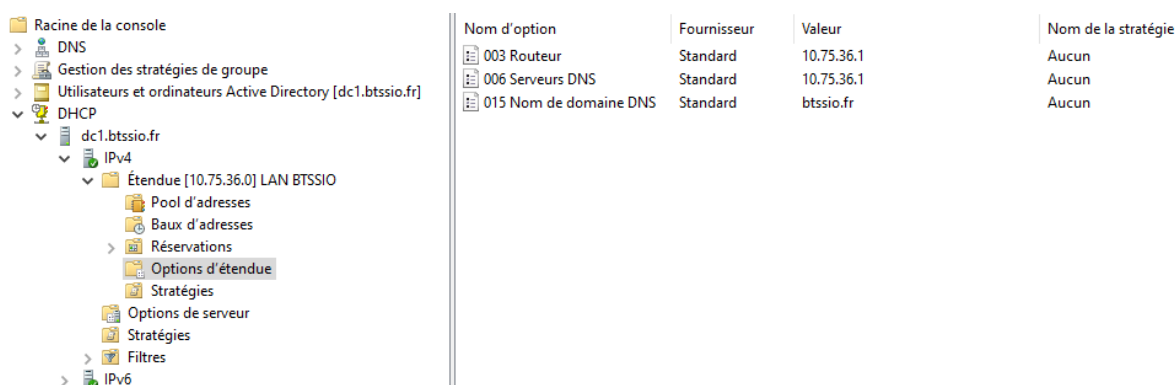 Racine de la console
DNS
Gestion des stratégies de groupe
Utilisateurs et ordinateurs Active Directory [dc1.btssio.fr]
DHCP
dc1.btssio.fr
IPv4
Étendue [10.75.36.0] LAN BTSSIO
Pool d'adresses
Baux d'adresses
Réservations
Options d'étendue
Stratégies
Options de serveur
Stratégies
Filtres
IPv6
Nom d'option Fournisseur Valeur Nom de la stratégie
003 Routeur Standard 10.75.36.1 Aucun
006 Serveurs DNS Standard 10.75.36.1 Aucun
015 Nom de domaine DNS Standard btssio.fr Aucun